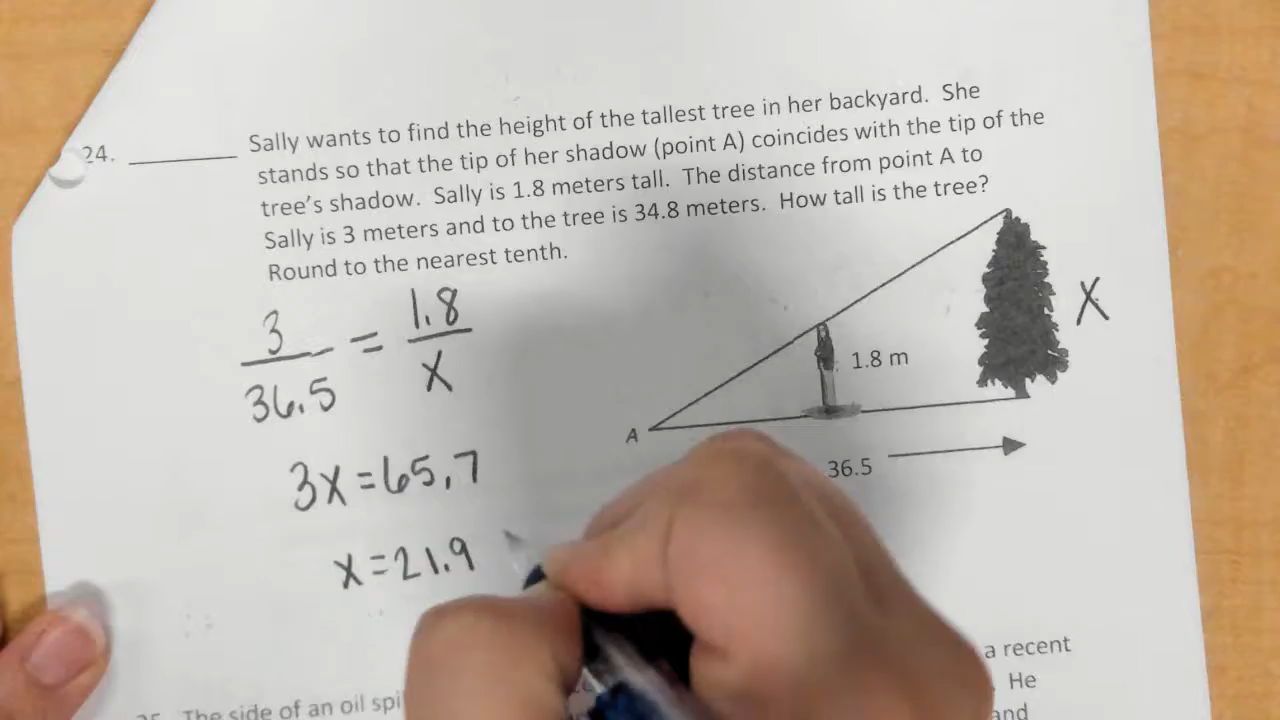 24. ________ Sally wants to find the height of the tallest tree in her backyard. She
stands so that the tip of her shadow (point A) coincides with the tip of the
tree's shadow. Sally is 1.8 meters tall. The distance from point A to
Sally is 3 meters and to the tree is 34.8 meters. How tall is the tree?
Round to the nearest tenth.
3/36.5 = 1.8/X
3X = 65.7
X = 21.9
X
1.8 m
A
36.5
a recent
The side of an oil spi
He
and